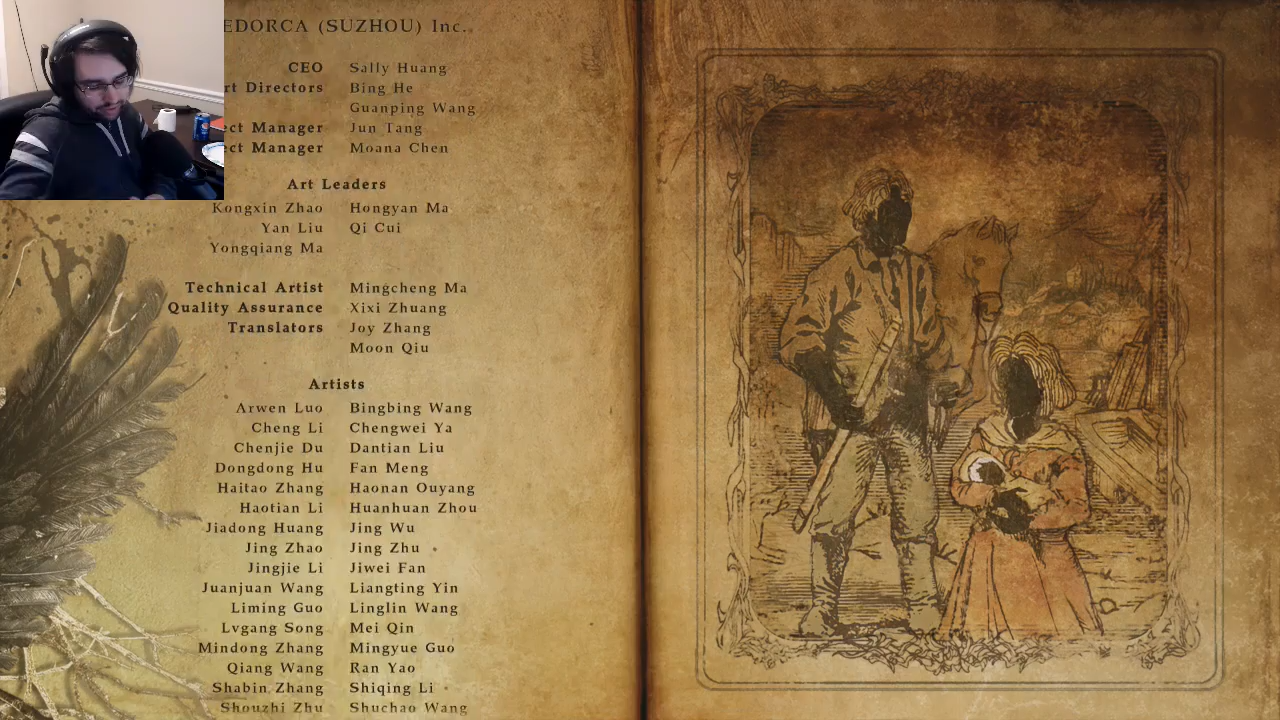 EDORCA (SUZHOU) Inc.
CEO Sally Huang
rt Directors Bing He
Guanping Wang
ect Manager Jun Tang
ect Manager Moana Chen
Art Leaders
Kongxin Zhao Hongyan Ma
Yan Liu Qi Cui
Yongqiang Ma
Technical Artist Mingcheng Ma
Quality Assurance Xixi Zhuang
Translators Joy Zhang
Moon Qiu
Artists
Arwen Luo Bingbing Wang
Cheng Li Chengwei Ya
Chenjie Du Dantian Liu
Dongdong Hu Fan Meng
Haitao Zhang Haonan Ouyang
Haotian Li Huanhuan Zhou
Jiadong Huang Jing Wu
Jing Zhao Jing Zhu
Jingjie Li Jiwei Fan
Juanjuan Wang Liangting Yin
Liming Guo Linglin Wang
Lvgang Song Mei Qin
Mindong Zhang Mingyue Guo
Qiang Wang Ran Yao
Shabin Zhang Shiqing Li
Shouzhi Zhu Shuchao Wang